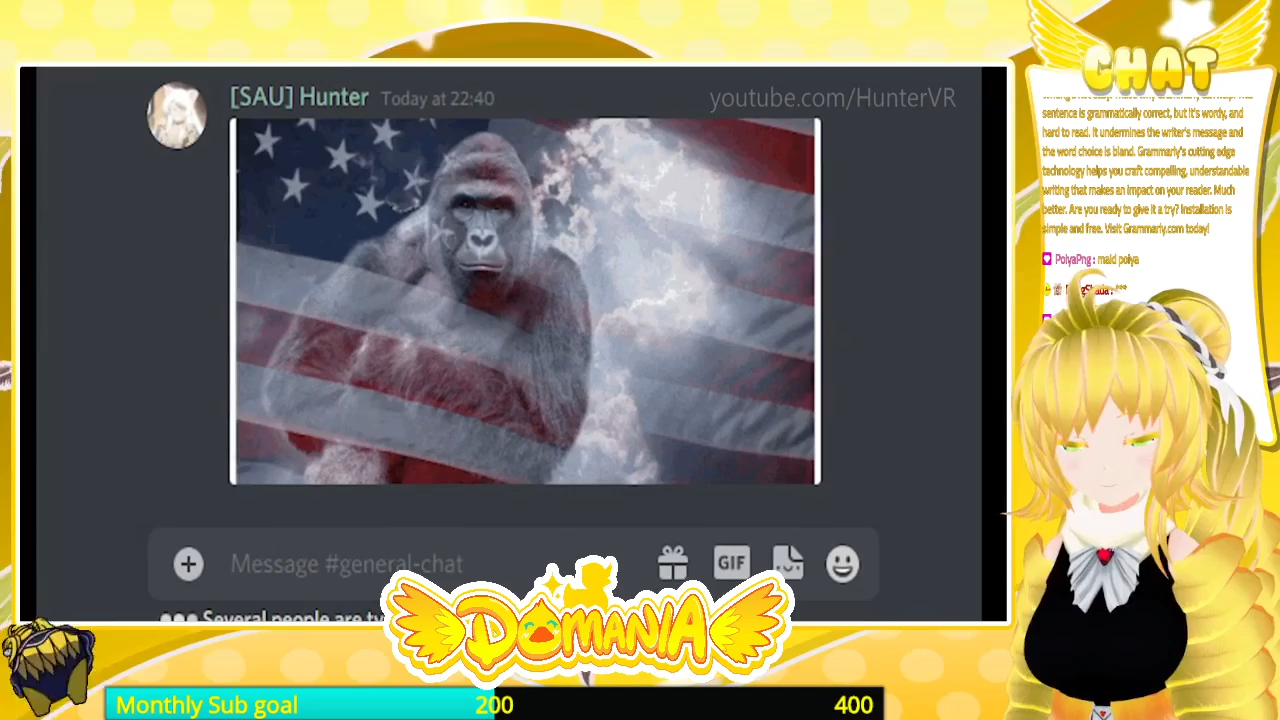 CHAT
[SAU] Hunter Today at 22:40
youtube.com/HunterVR
sentence is grammatically correct, but it's wordy, and
hard to read. It undermines the writer's message and
the word choice is bland. Grammarly's cutting edge
technology helps you craft compelling, understandable
writing that makes an impact on your reader. Much
better. Are you ready to give it a try? Installation is
simple and free. Visit Grammarly.com today!
PoiyaPng : maid poiya
Message #general-chat
GIF
Several people are ty
DOMANIA
Monthly Sub goal 200 400